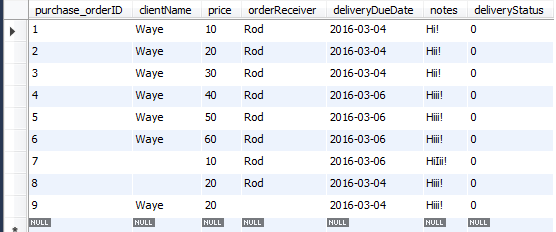 purchase_orderID clientName price orderReceiver deliveryDueDate notes deliveryStatus
1 Waye 10 Rod 2016-03-04 Hi! 0
2 Waye 20 Rod 2016-03-06 Hii! 0
3 Waye 30 Rod 2016-03-04 Hii! 0
4 Waye 40 Rod 2016-03-06 Hiii! 0
5 Waye 50 Rod 2016-03-06 Hiii! 0
6 Waye 60 Rod 2016-03-06 Hiii! 0
7 10 Rod 2016-03-06 HiIii! 0
8 20 Rod 2016-03-04 Hiii! 0
9 Waye 20 2016-03-04 Hiii! 0
NULL NULL NULL NULL NULL NULL NULL